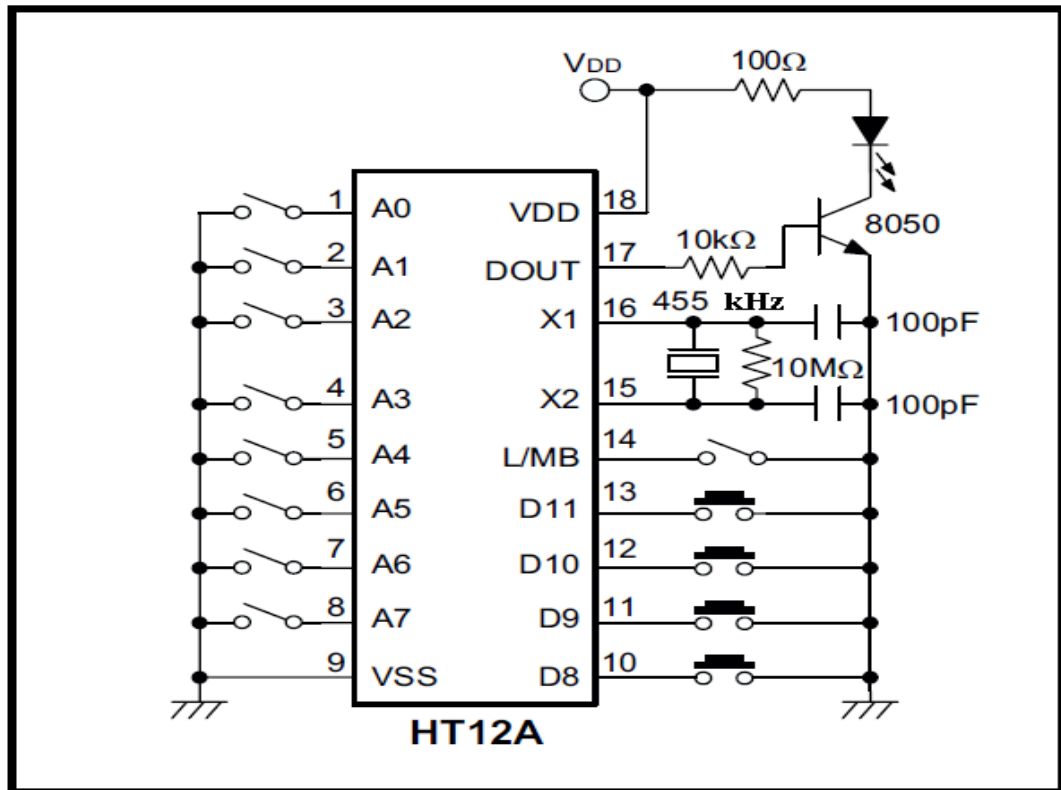 VDD
100Ω
8050
1 A0 VDD 18
2 A1 DOUT 17 10kΩ
455 kHz
3 A2 X1 16 100pF
10MΩ
4 A3 X2 15 100pF
5 A4 L/MB 14
6 A5 D11 13
7 A6 D10 12
8 A7 D9 11
9 VSS D8 10
HT12A